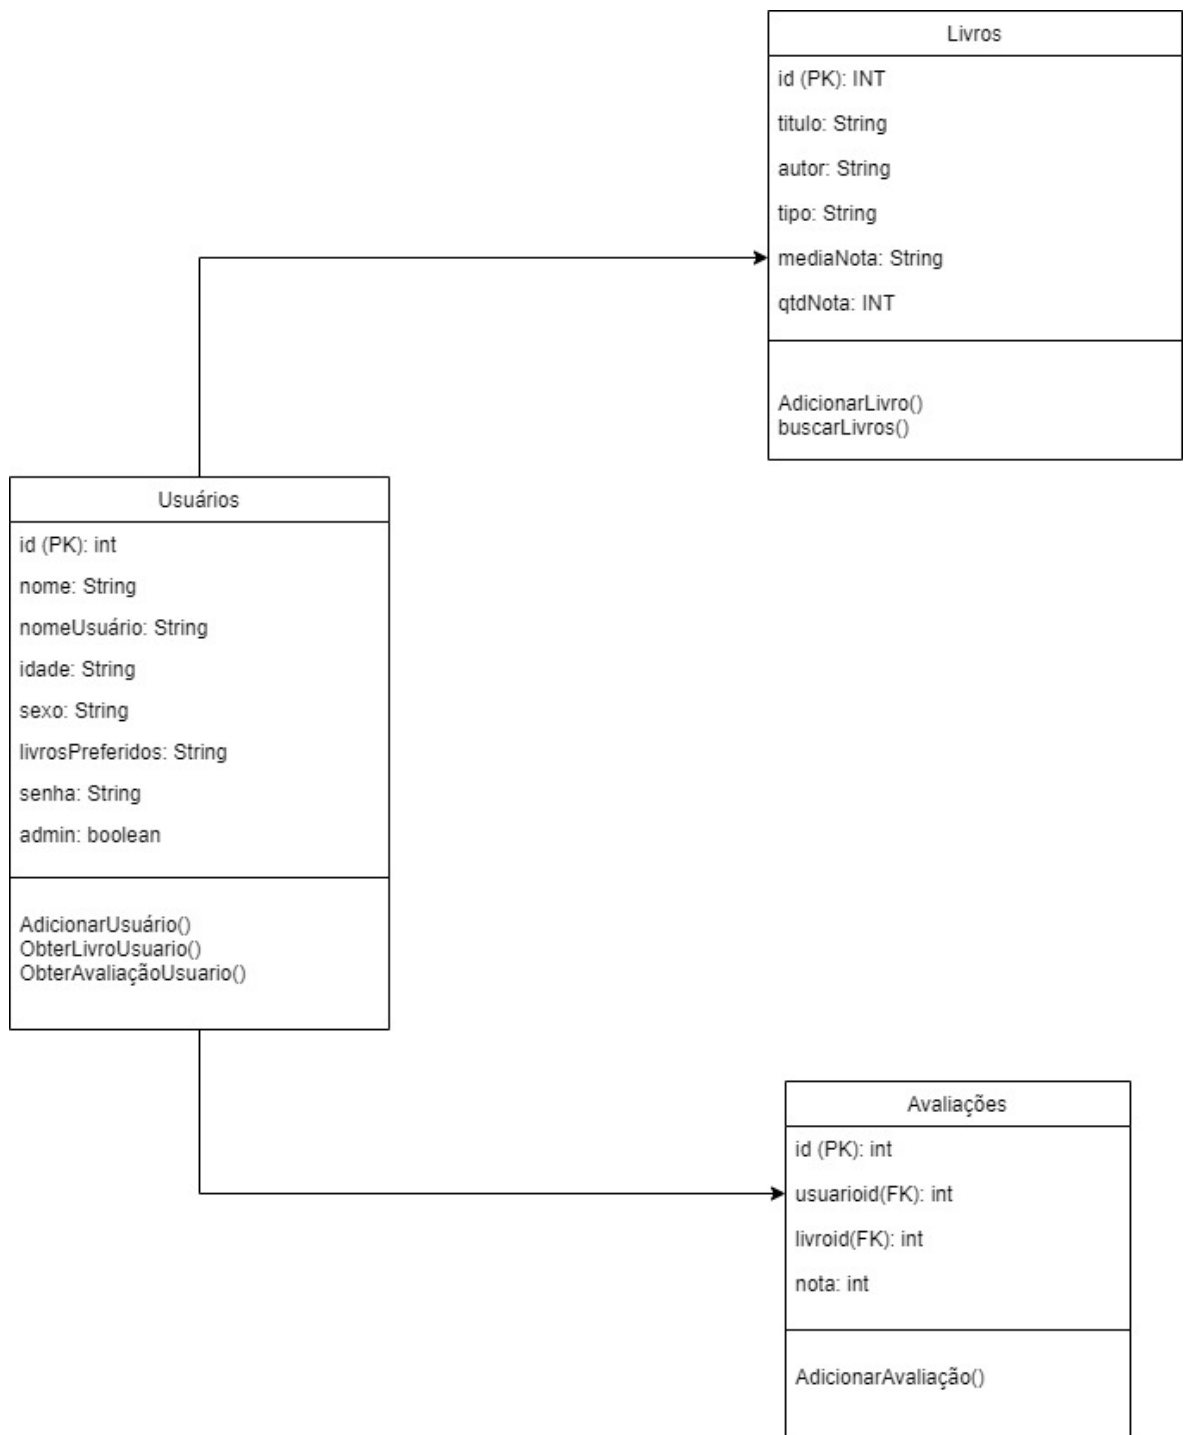 Livros
id (PK): INT
titulo: String
autor: String
tipo: String
mediaNota: String
qtdNota: INT
AdicionarLivro()
buscarLivros()
Usuários
id (PK): int
nome: String
nomeUsuário: String
idade: String
sexo: String
livrosPreferidos: String
senha: String
admin: boolean
AdicionarUsuário()
ObterLivroUsuario()
ObterAvaliaçãoUsuario()
Avaliações
id (PK): int
usuarioid(FK): int
livroid(FK): int
nota: int
AdicionarAvaliação()